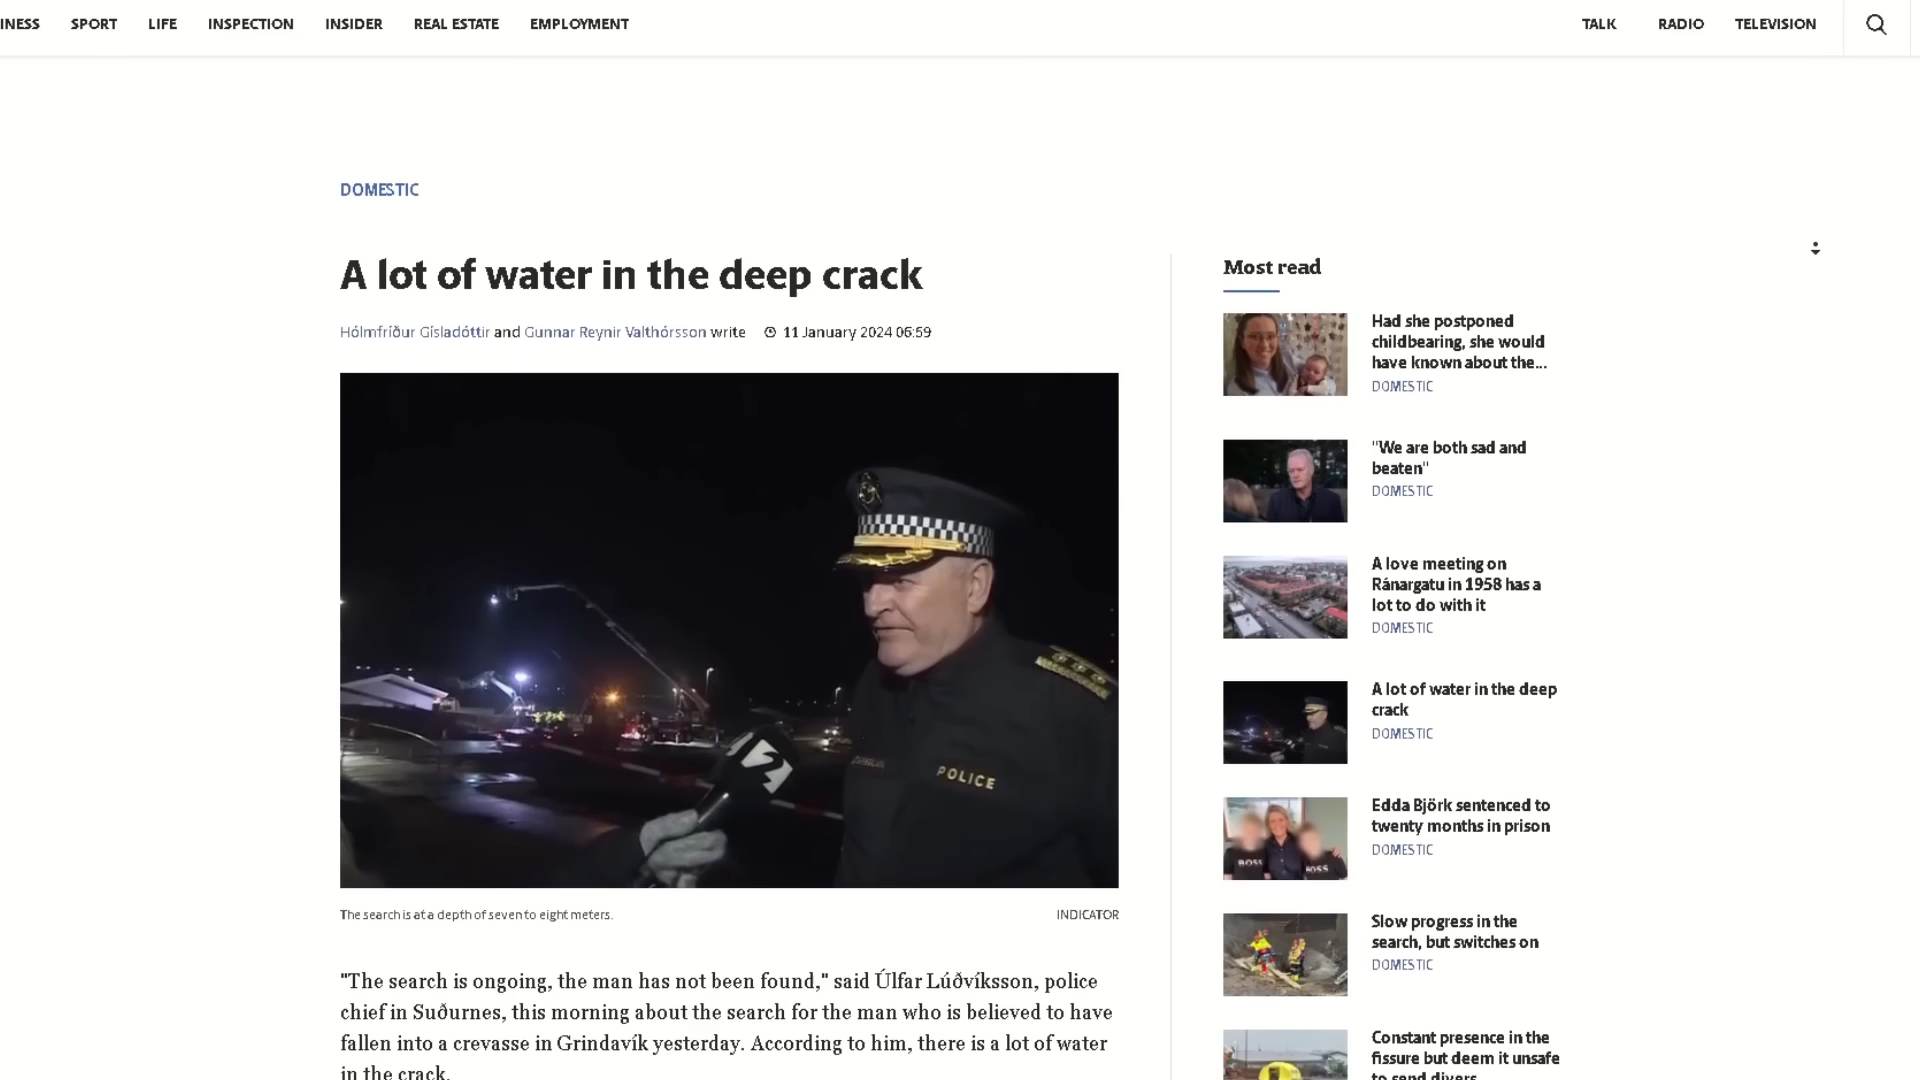 INESS SPORT LIFE INSPECTION INSIDER REAL ESTATE EMPLOYMENT TALK RADIO TELEVISION
DOMESTIC
A lot of water in the deep crack
Hólmfríður Gísladóttir and Gunnar Reynir Valthórsson write 11 January 2024 06:59
POLICE
The search is at a depth of seven to eight meters. INDICATOR
"The search is ongoing, the man has not been found," said Úlfar Lúðvíksson, police
chief in Suðurnes, this morning about the search for the man who is believed to have
fallen into a crevasse in Grindavík yesterday. According to him, there is a lot of water
in the crack.
Most read
Had she postponed
childbearing, she would
have known about the...
DOMESTIC
"We are both sad and
beaten"
DOMESTIC
A love meeting on
Ránargatu in 1958 has a
lot to do with it
DOMESTIC
A lot of water in the deep
crack
DOMESTIC
Edda Björk sentenced to
twenty months in prison
DOMESTIC
BOSS
BOSS
Slow progress in the
search, but switches on
DOMESTIC
Constant presence in the
fissure but deem it unsafe
to send divers